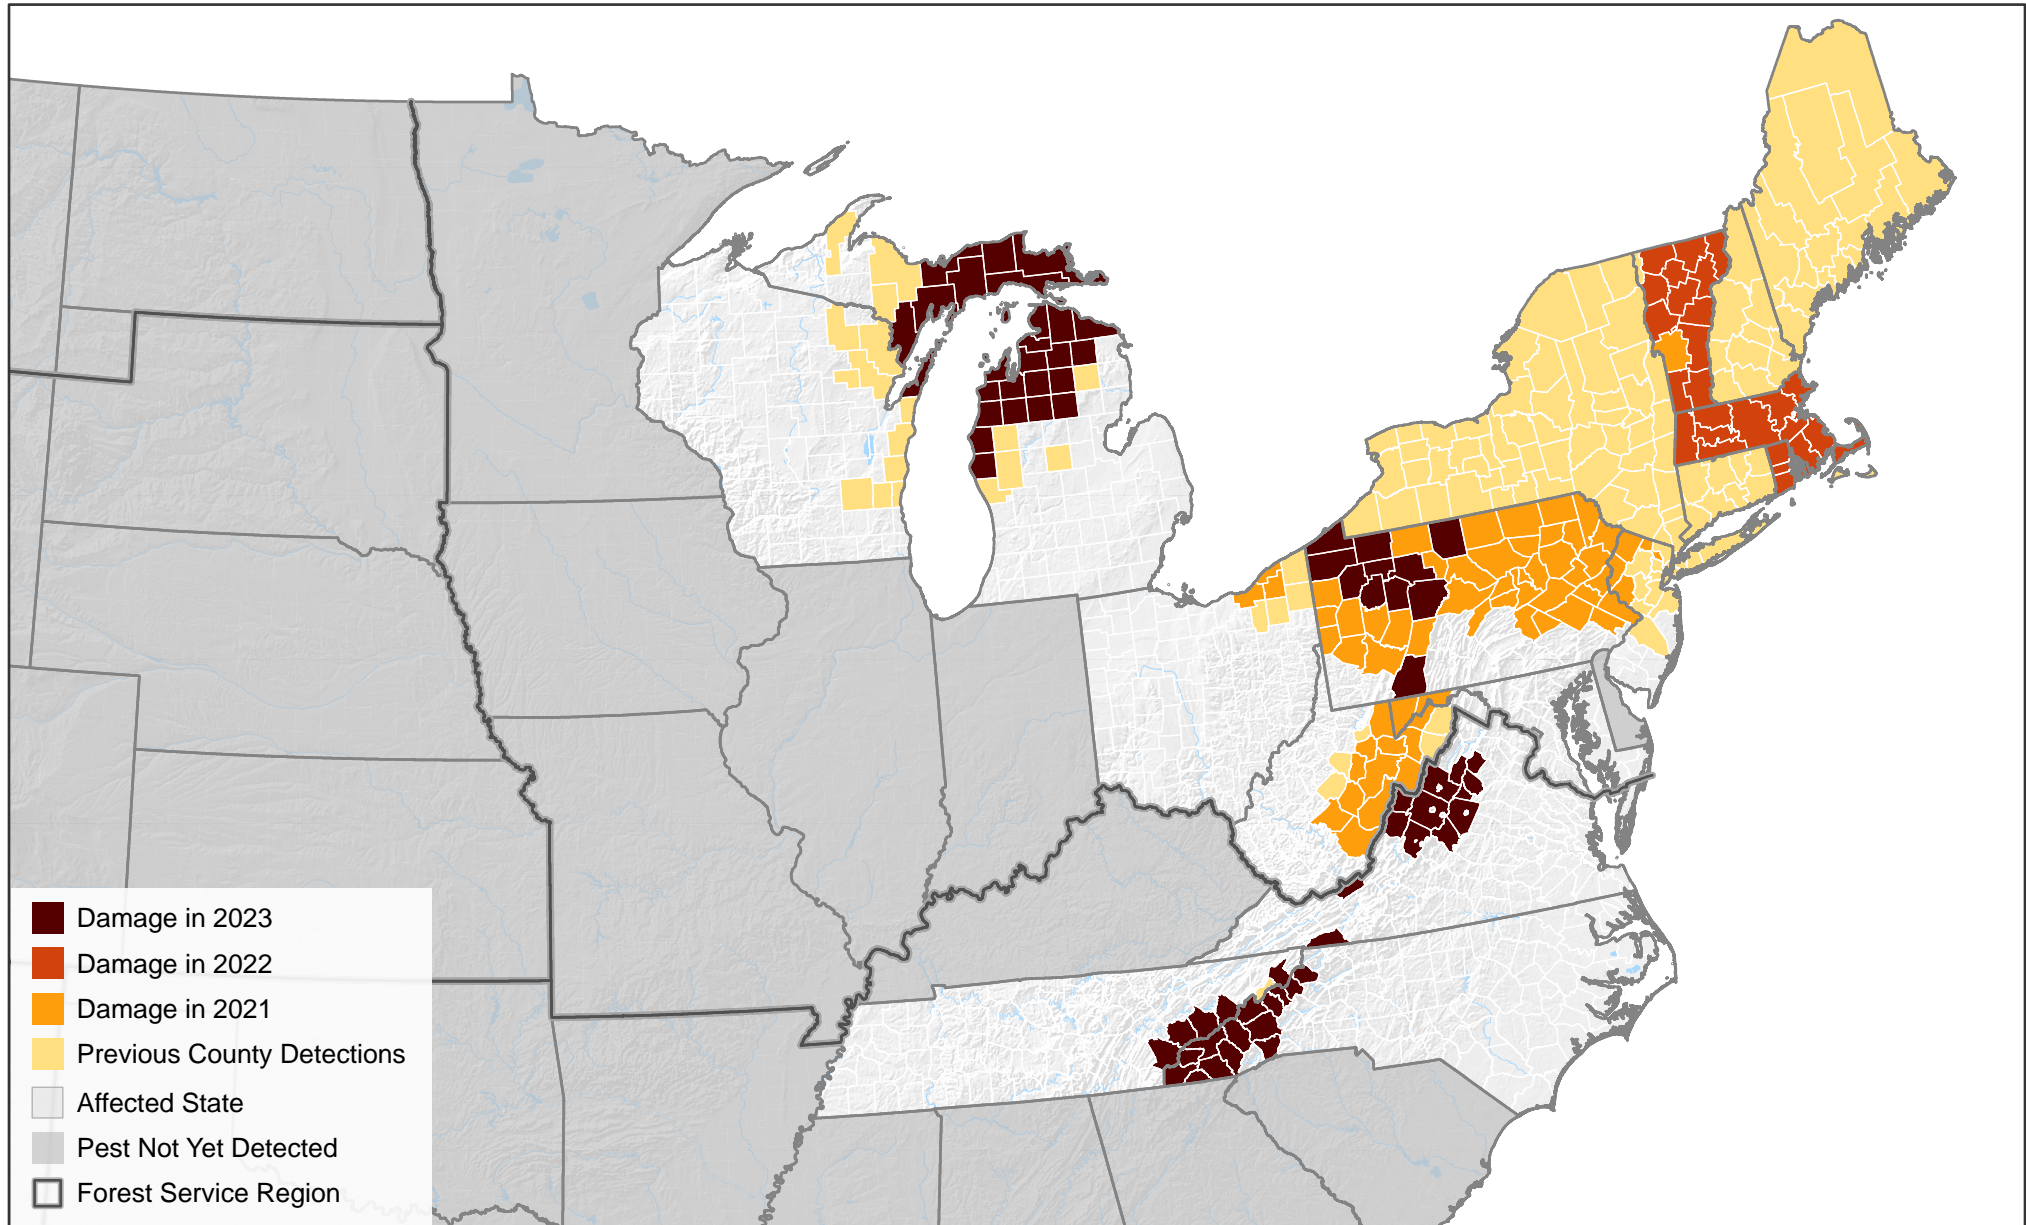 Damage in 2023
Damage in 2022
Damage in 2021
Previous County Detections
Affected State
Pest Not Yet Detected
Forest Service Region